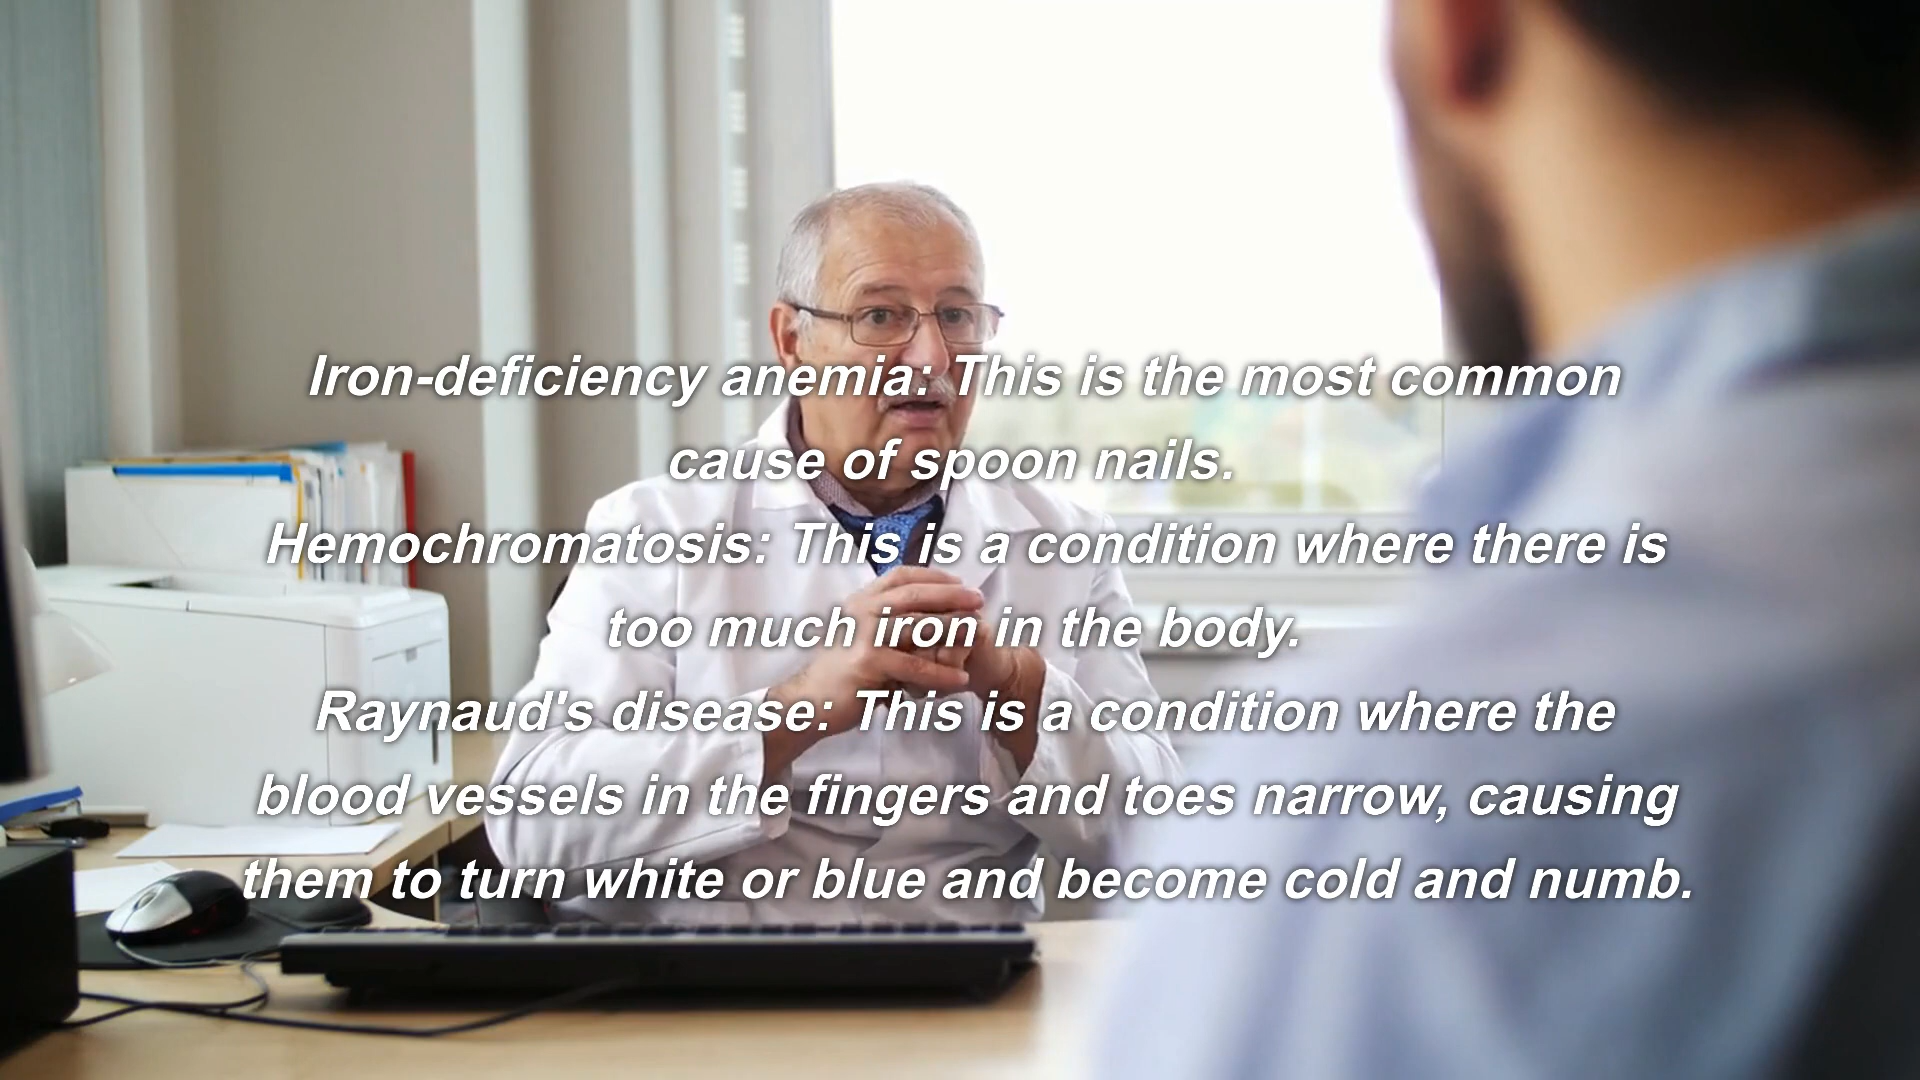 Iron-deficiency anemia: This is the most common
cause of spoon nails.
Hemochromatosis: This is a condition where there is
too much iron in the body.
Raynaud's disease: This is a condition where the
blood vessels in the fingers and toes narrow, causing
them to turn white or blue and become cold and numb.